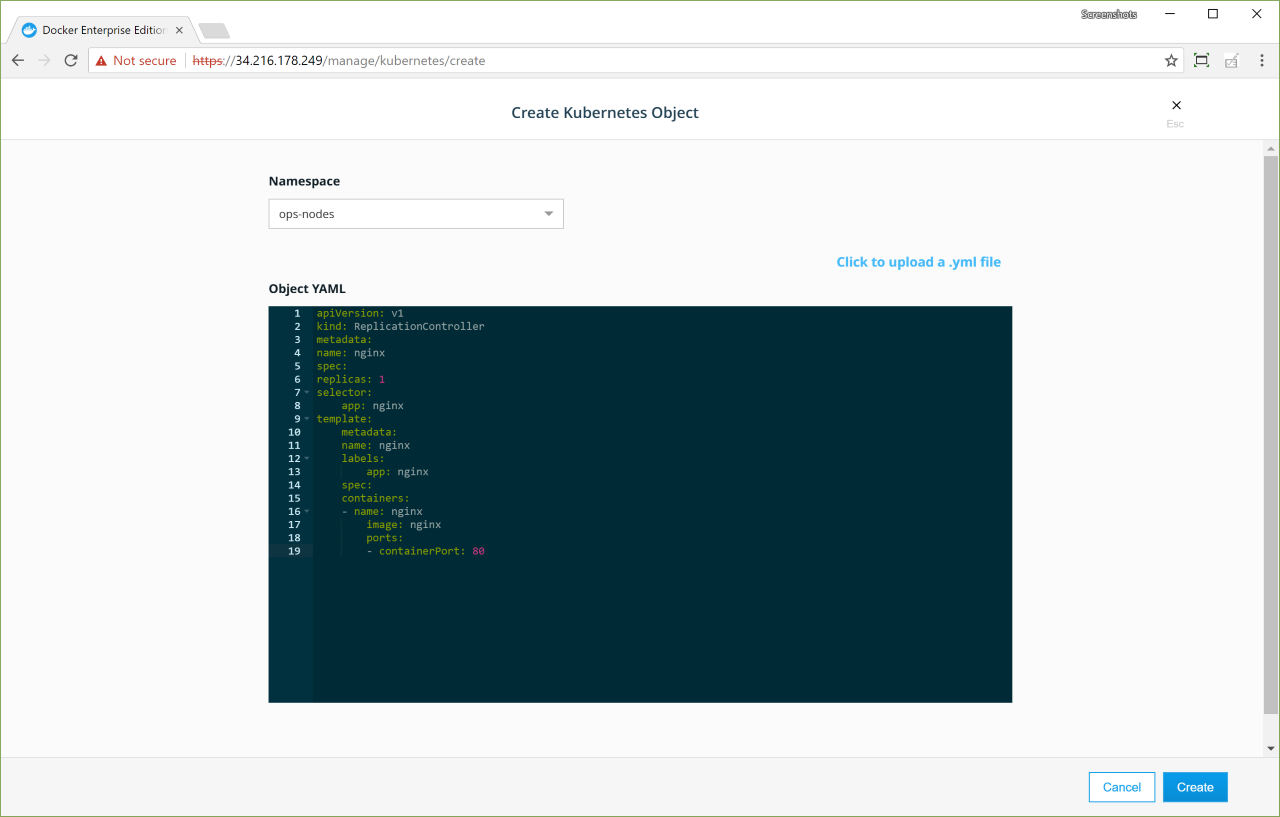 Screenshots
Docker Enterprise Edition
Not secure
https://34.216.178.249/manage/kubernetes/create
Create Kubernetes Object
Esc
Namespace
ops-nodes
Click to upload a .yml file
Object YAML
1 apiVersion: v1
2 kind: ReplicationController
3 metadata:
4 name: nginx
5 spec:
6 replicas: 1
7 selector:
8     app: nginx
9 template:
10     metadata:
11     name: nginx
12     labels:
13         app: nginx
14     spec:
15     containers:
16     - name: nginx
17         image: nginx
18         ports:
19         - containerPort: 80
Cancel
Create